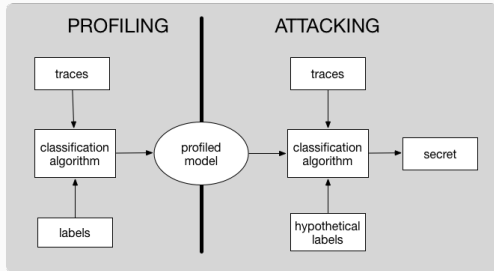 PROFILING
ATTACKING
traces
traces
classification
algorithm
profiled
model
classification
algorithm
secret
labels
hypothetical
labels